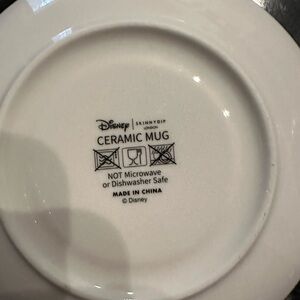 Disney | SKINNYDIP
LONDON
CERAMIC MUG
NOT Microwave
or Dishwasher Safe
MADE IN CHINA
© Disney